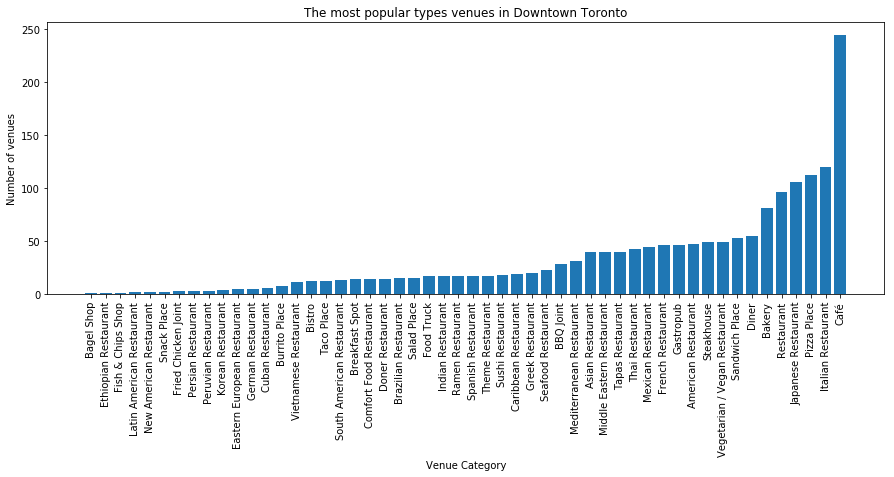 The most popular types venues in Downtown Toronto
Number of venues
250
200
150
100
50
0
Bagel Shop
Ethiopian Restaurant
Fish & Chips Shop
Latin American Restaurant
New American Restaurant
Snack Place
Fried Chicken Joint
Persian Restaurant
Peruvian Restaurant
Korean Restaurant
Eastern European Restaurant
German Restaurant
Cuban Restaurant
Burrito Place
Vietnamese Restaurant
Bistro
Taco Place
South American Restaurant
Breakfast Spot
Comfort Food Restaurant
Doner Restaurant
Brazilian Restaurant
Salad Place
Food Truck
Indian Restaurant
Ramen Restaurant
Spanish Restaurant
Theme Restaurant
Sushi Restaurant
Caribbean Restaurant
Greek Restaurant
Seafood Restaurant
BBQ Joint
Mediterranean Restaurant
Asian Restaurant
Middle Eastern Restaurant
Tapas Restaurant
Thai Restaurant
Mexican Restaurant
French Restaurant
Gastropub
American Restaurant
Steakhouse
Vegetarian / Vegan Restaurant
Sandwich Place
Diner
Bakery
Restaurant
Japanese Restaurant
Pizza Place
Italian Restaurant
Café
Venue Category